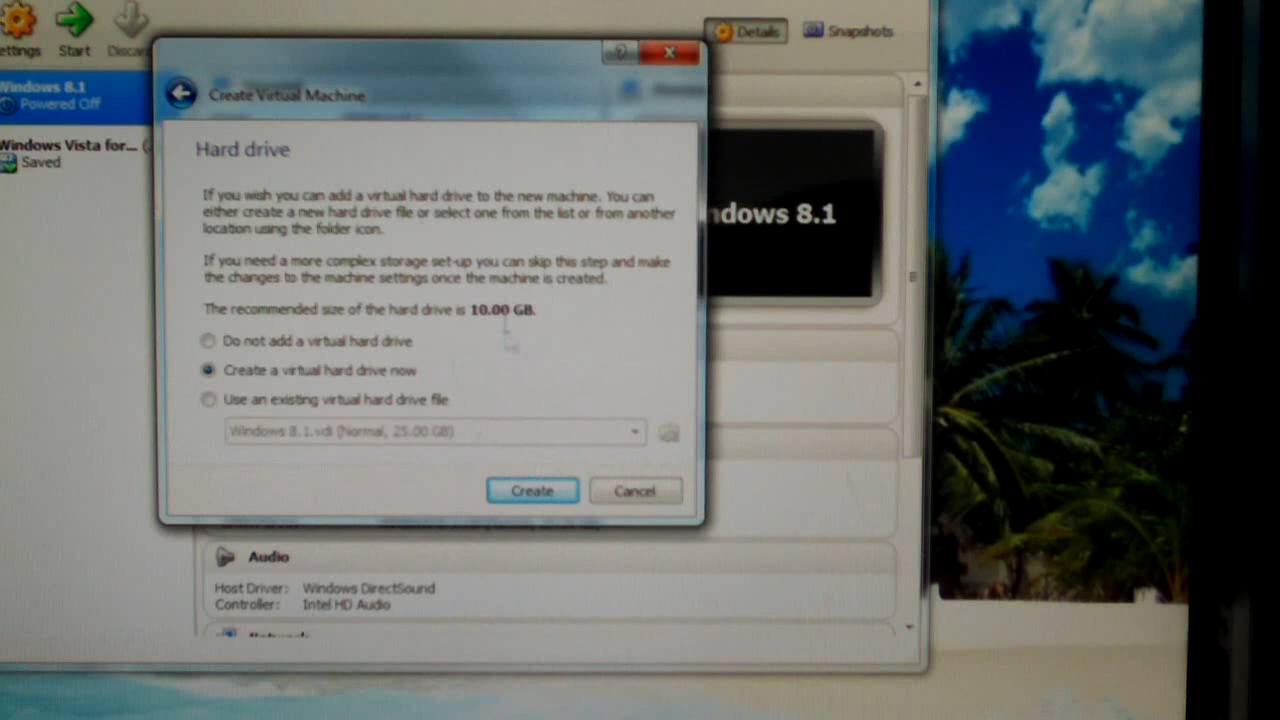 ettings Start Discar
Details Snapshots
Windows 8.1
Powered Off
Windows Vista for... (.
Saved
Create Virtual Machine
Hard drive
If you wish you can add a virtual hard drive to the new machine. You can
either create a new hard drive file or select one from the list or from another
location using the folder icon.
If you need a more complex storage set-up you can skip this step and make
the changes to the machine settings once the machine is created.
The recommended size of the hard drive is 10.00 GB.
Do not add a virtual hard drive
Create a virtual hard drive now
Use an existing virtual hard drive file
Windows 8.1.vdi (Normal, 25.00 GB)
Create Cancel
ndows 8.1
Audio
Host Driver: Windows DirectSound
Controller: Intel HD Audio